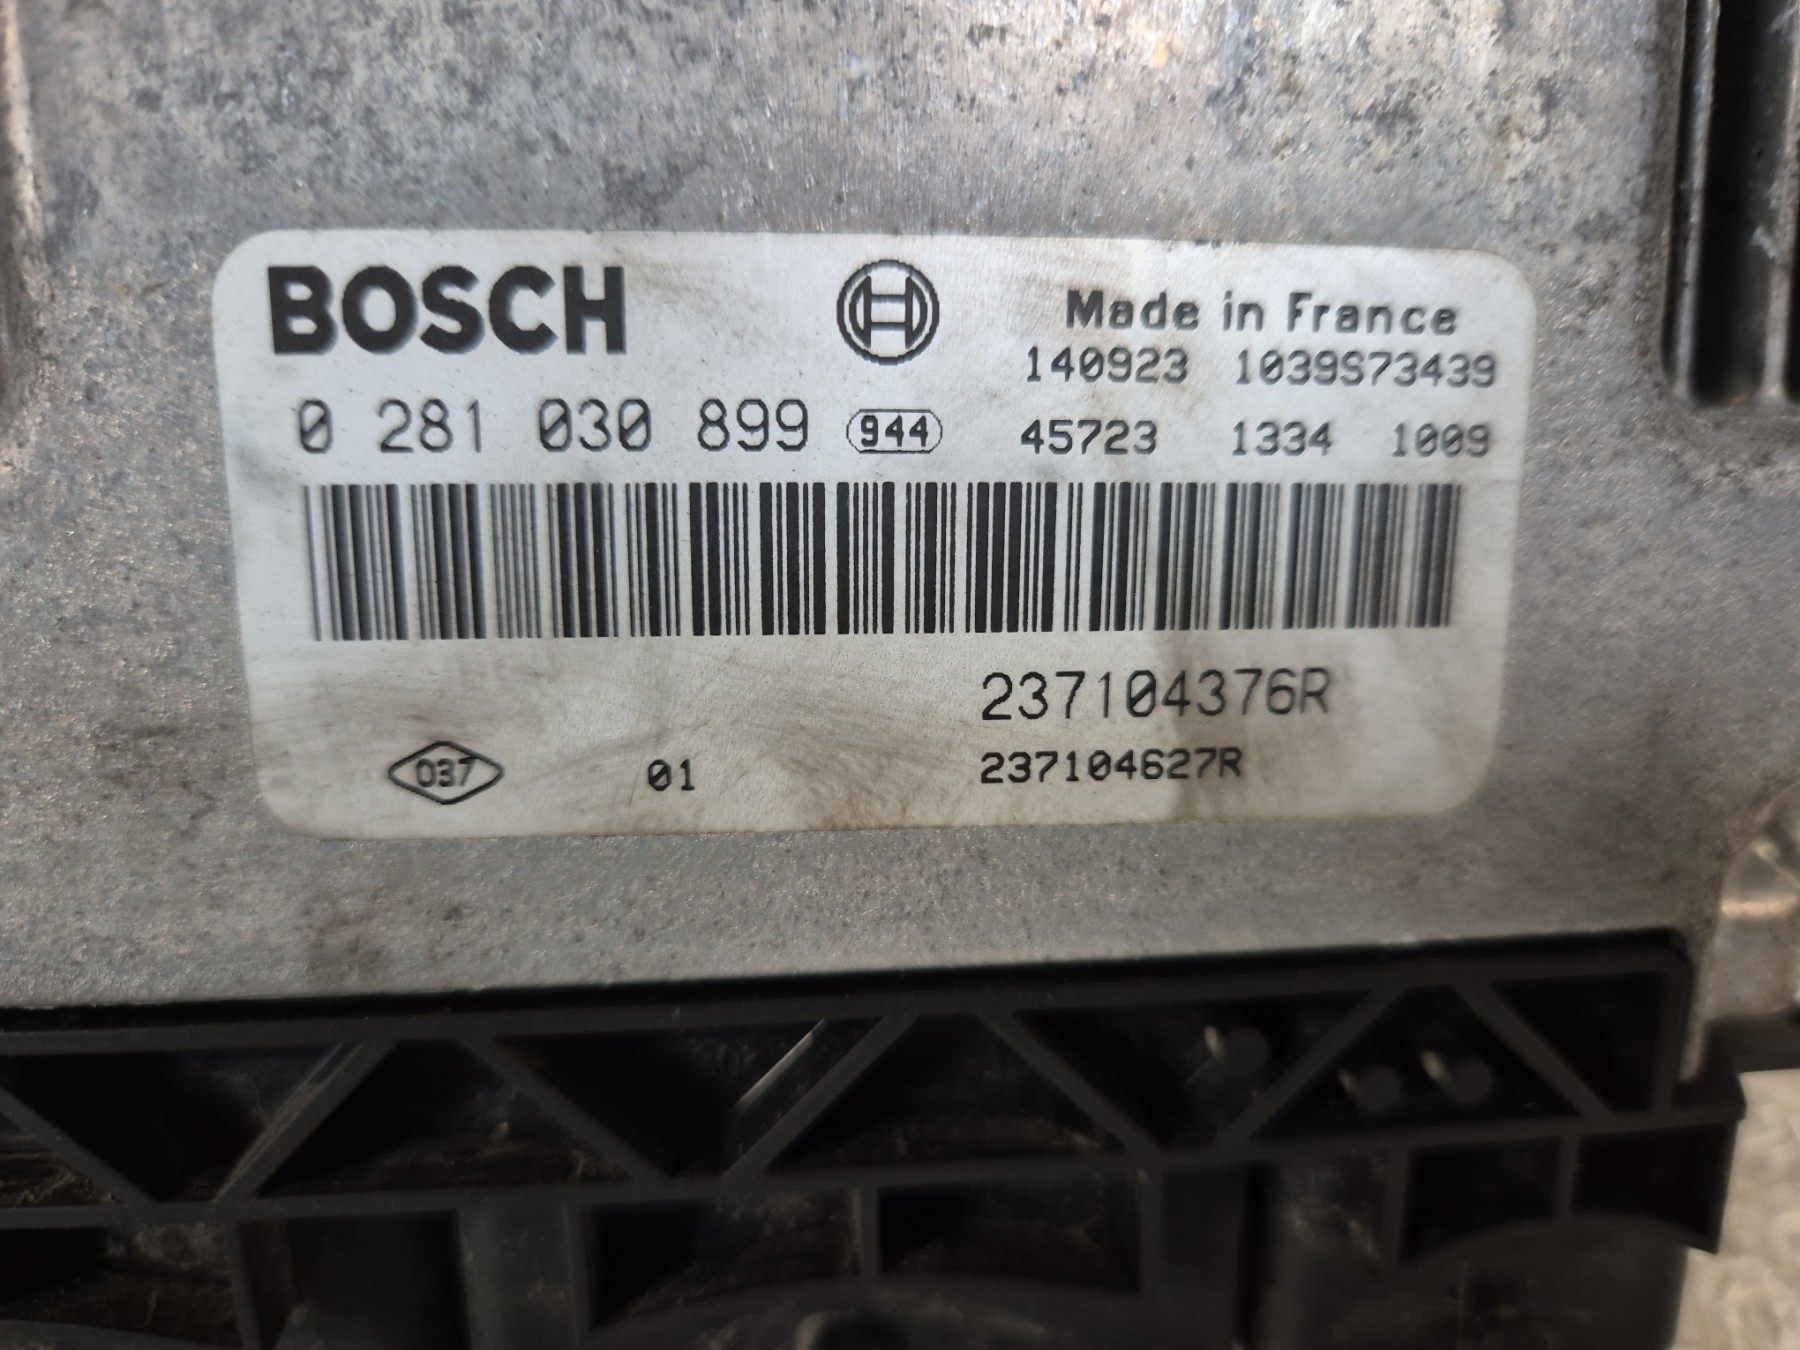 BOSCH
Made in France
140923 1039S73439
0 281 030 899 944 45723 1334 1009
237104376R
037 01 237104627R